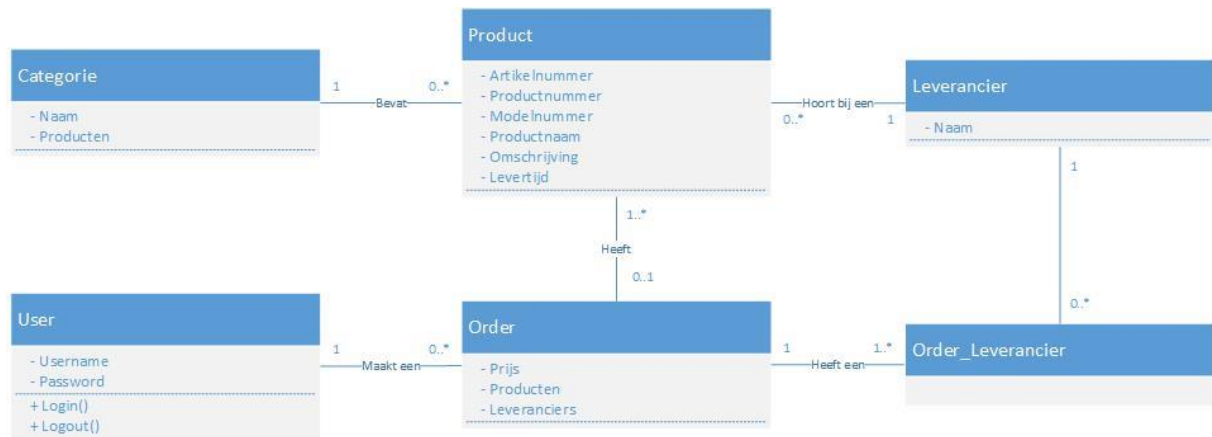 Categorie
- Naam
- Producten
1
0..*
Bevat
Product
- Artikelnummer
- Productnummer
- Modelnummer
- Productnaam
- Omschrijving
- Levertijd
Hoort bij een
0..*
1
Leverancier
- Naam
1..*
Heeft
0..1
1
0..*
User
- Username
- Password
+ Login()
+ Logout()
1
0..*
Maakt een
Order
- Prijs
- Producten
- Leveranciers
1
1..*
Heeft een
Order_Leverancier